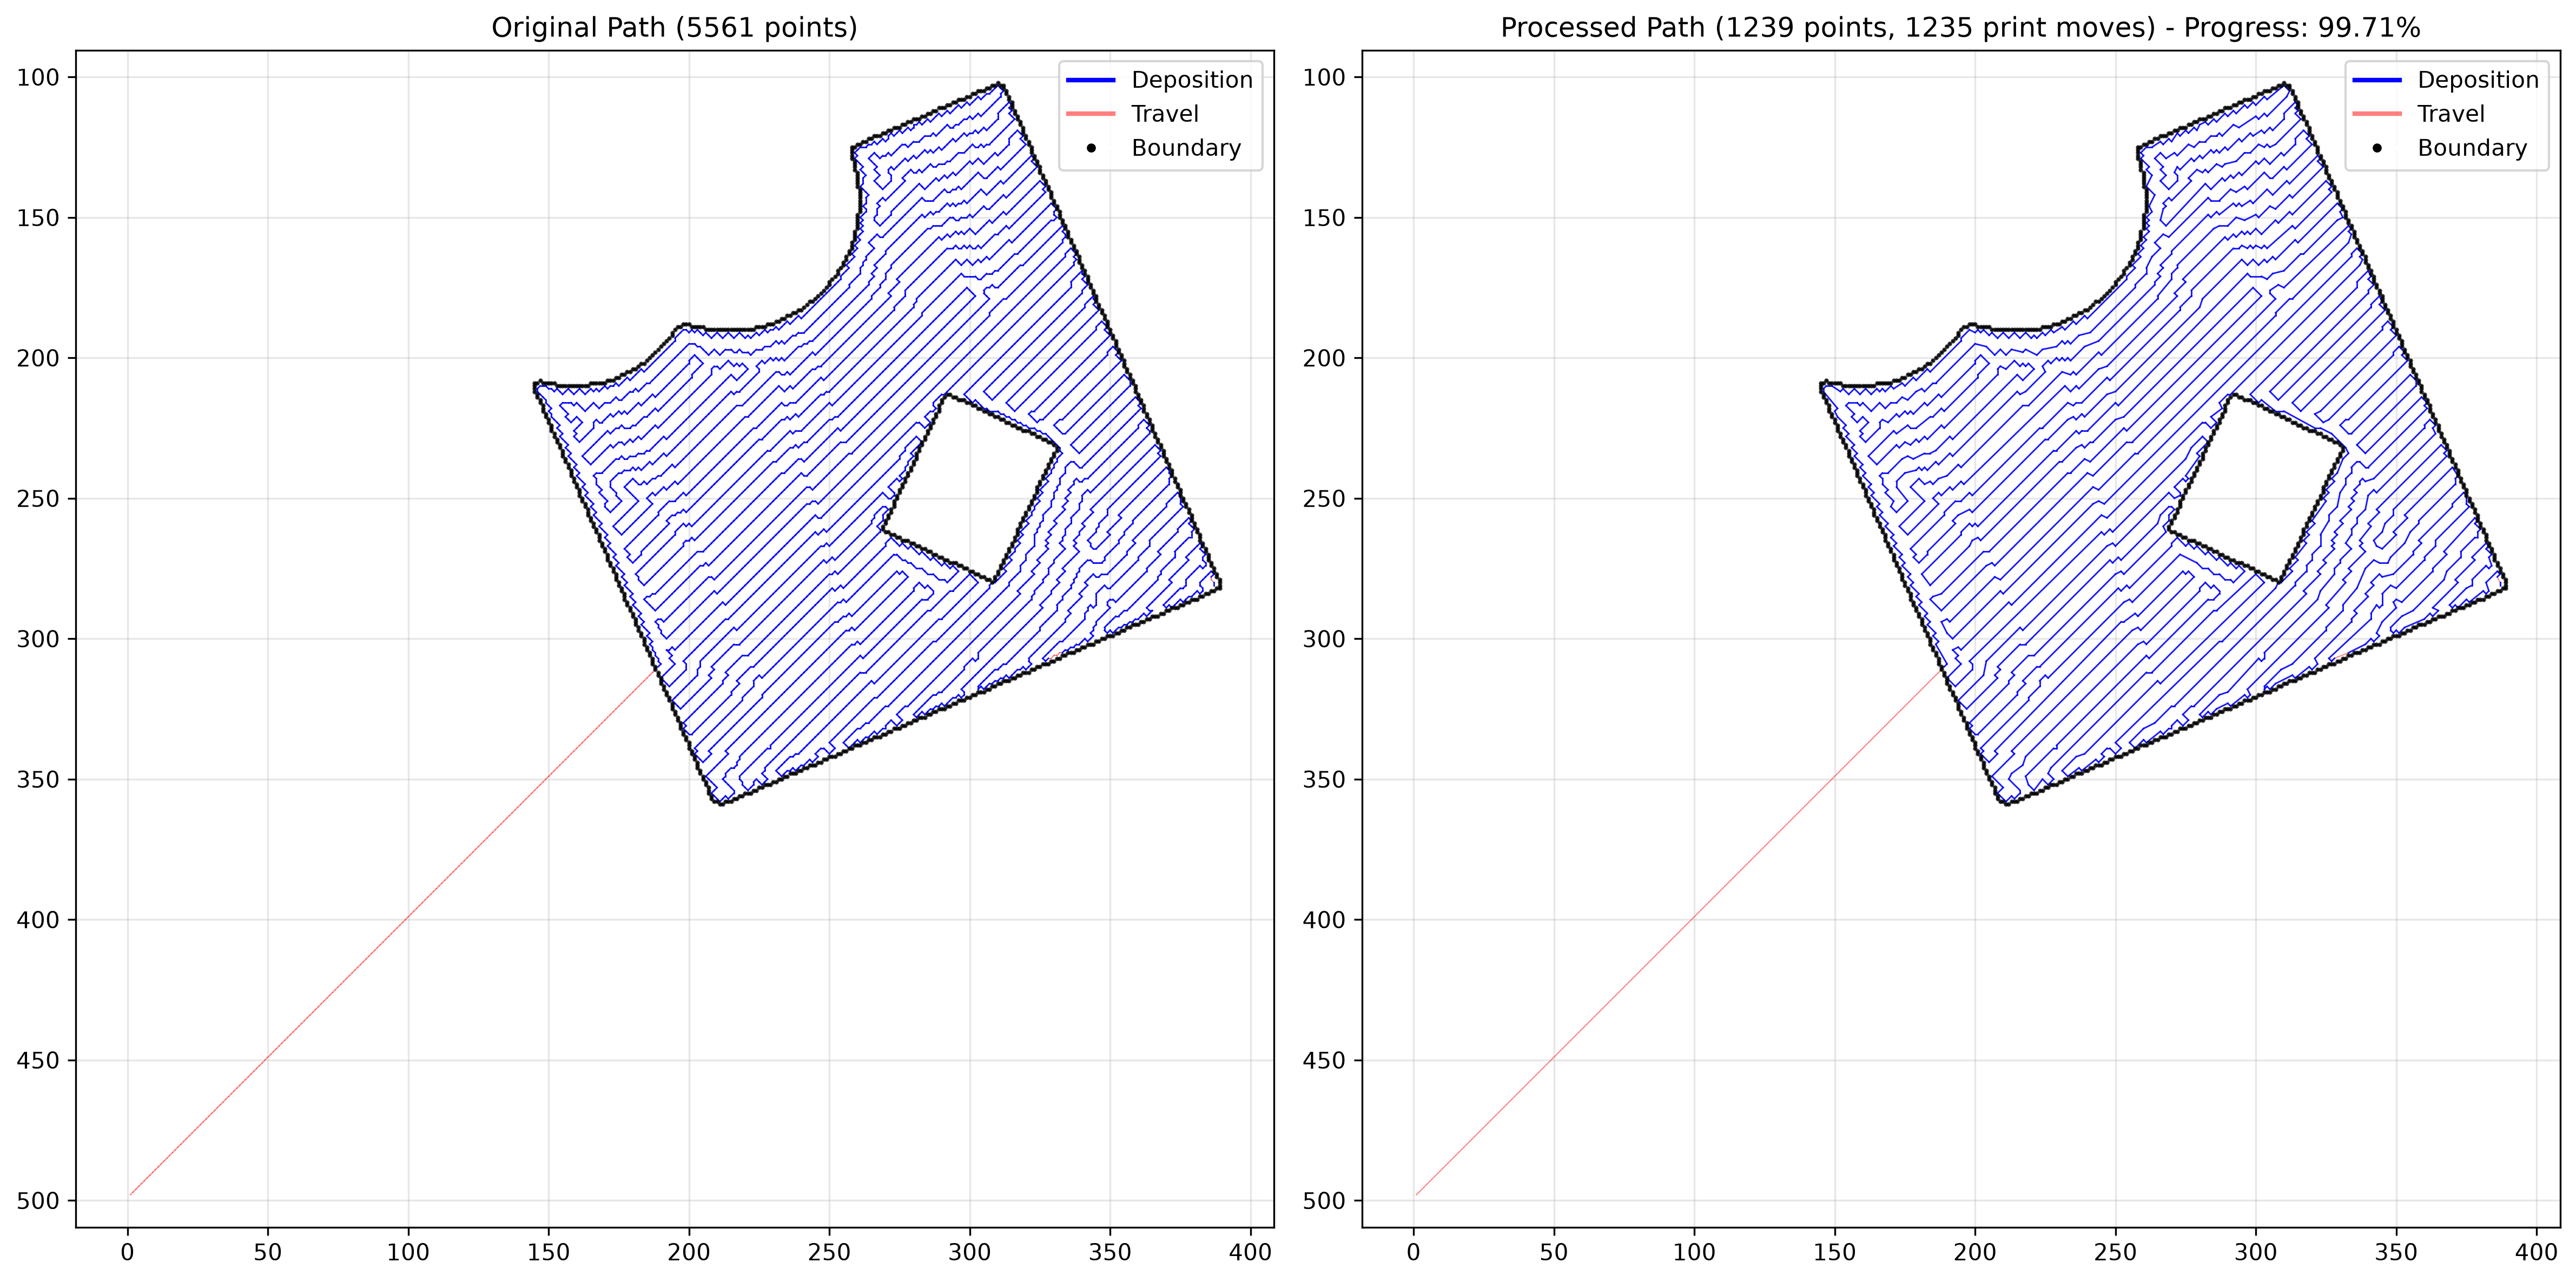 Original Path (5561 points)
Deposition
Travel
Boundary
100
150
200
250
300
350
400
450
500
0 50 100 150 200 250 300 350 400
Processed Path (1239 points, 1235 print moves) - Progress: 99.71%
Deposition
Travel
Boundary
100
150
200
250
300
350
400
450
500
0 50 100 150 200 250 300 350 400